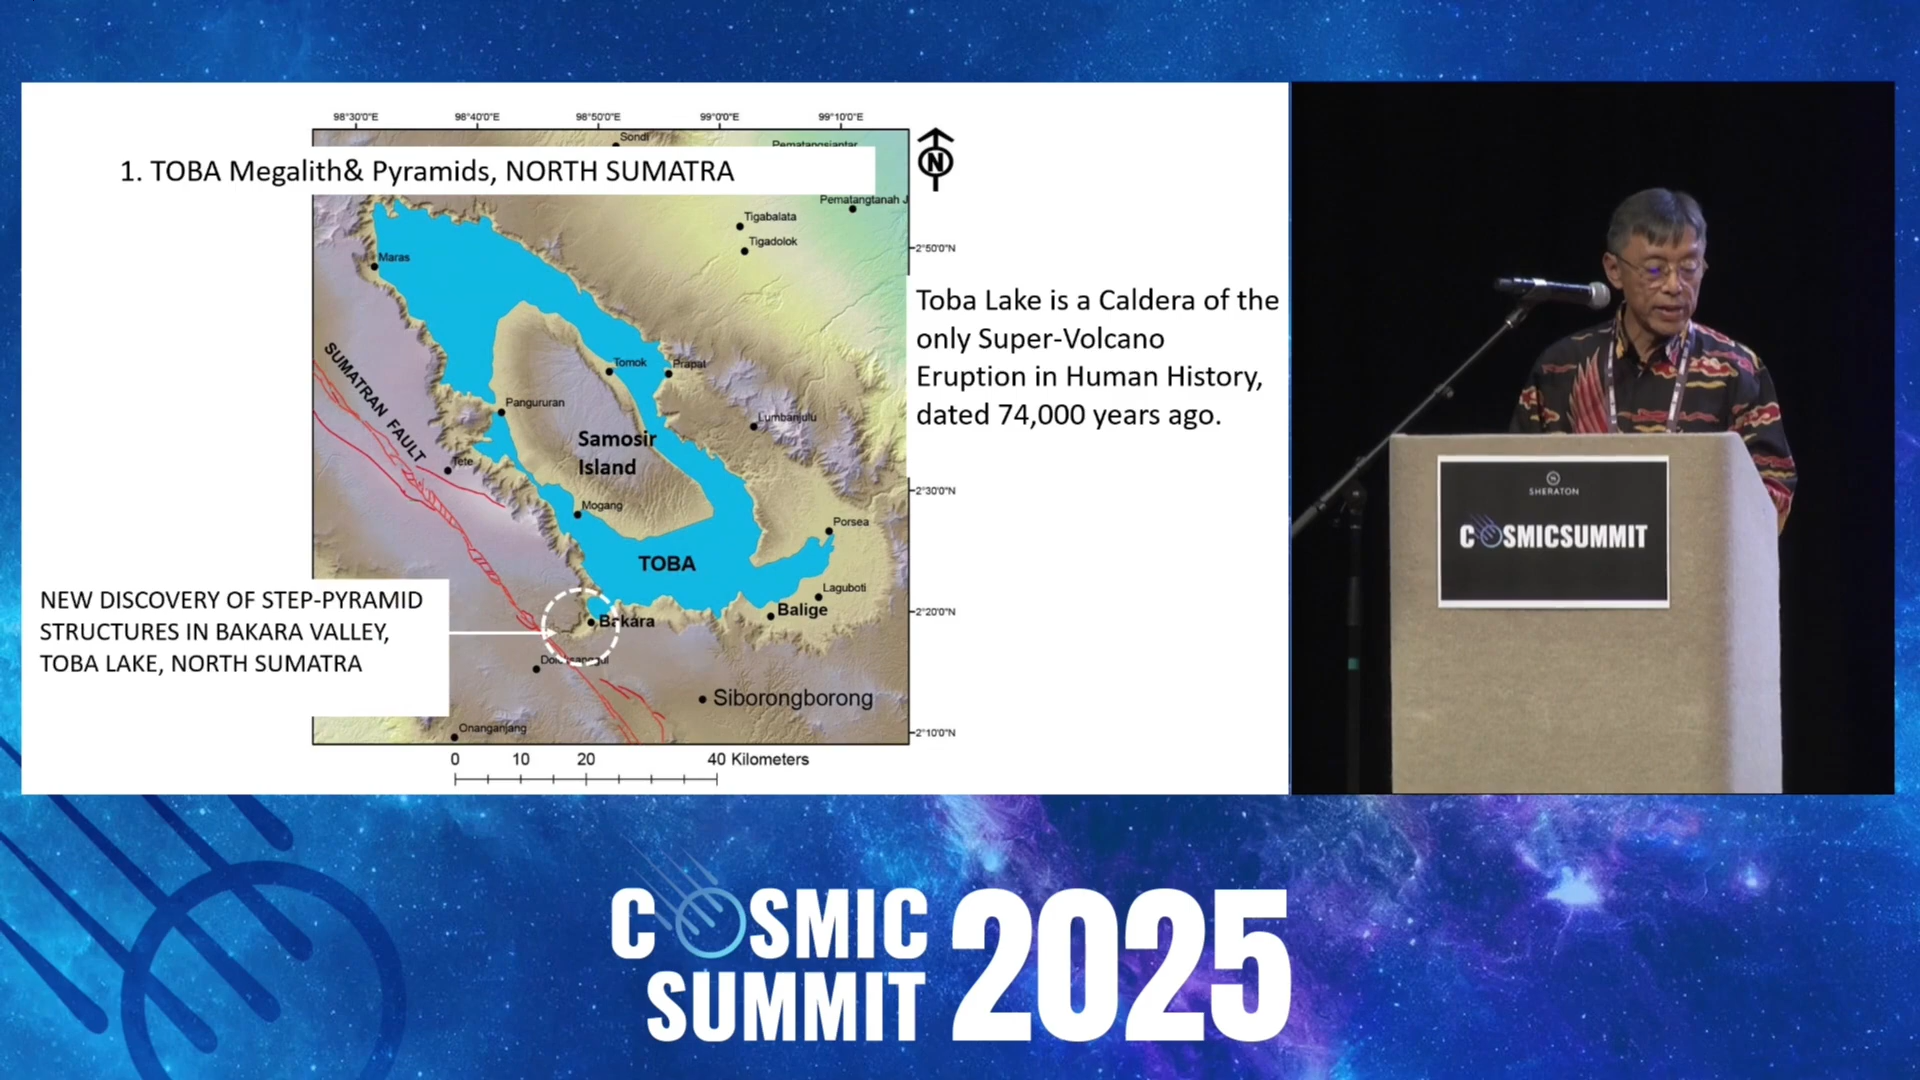 98°30'0"E 98°40'0"E 98°50'0"E 99°0'0"E 99°10'0"E
Sondi
Pematangsiantar
1. TOBA Megalith& Pyramids, NORTH SUMATRA
N
Pematangtanah J
Tigabalata
Tigadolok
2°50'0"N
Maras
Toba Lake is a Caldera of the
only Super-Volcano
Eruption in Human History,
dated 74,000 years ago.
SUMATRAN FAULT
Tomok
Prapat
Pangururan
Lumbanjulu
Samosir
Island
Tete
2°30'0"N
Mogang
Porsea
TOBA
Laguboti
Balige
2°20'0"N
Bakara
NEW DISCOVERY OF STEP-PYRAMID
STRUCTURES IN BAKARA VALLEY,
TOBA LAKE, NORTH SUMATRA
Siborongborong
Onanganjang
2°10'0"N
0 10 20 40 Kilometers
SHERATON
COSMICSUMMIT
COSMIC
SUMMIT
2025